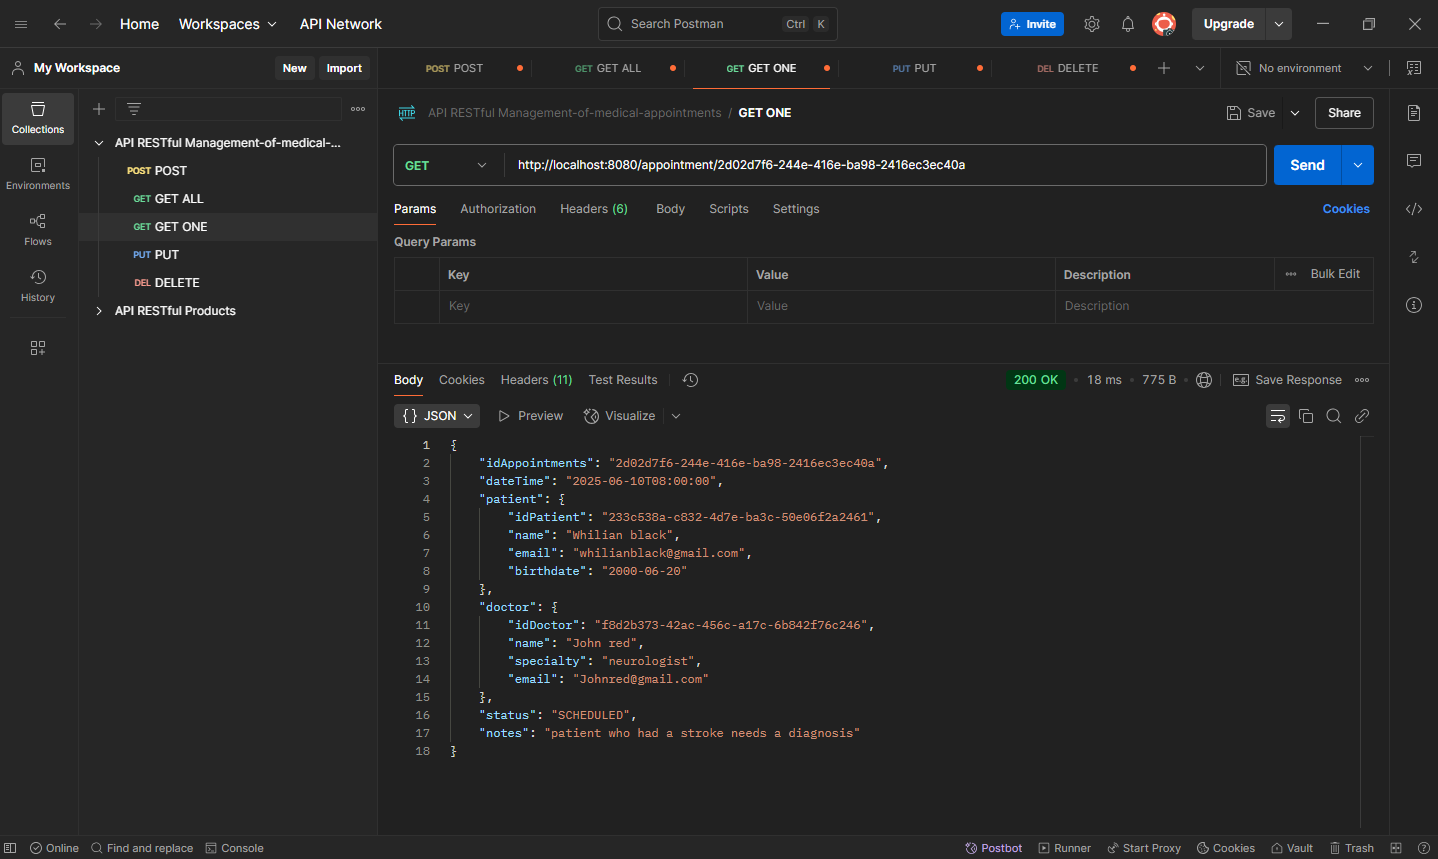 Home Workspaces API Network Search Postman Ctrl K Invite Upgrade
My Workspace New Import POST POST GET GET ALL GET GET ONE PUT PUT DEL DELETE No environment
Collections
Environments
Flows
History
API RESTful Management-of-medical-...
POST POST
GET GET ALL
GET GET ONE
PUT PUT
DEL DELETE
API RESTful Products
HTTP API RESTful Management-of-medical-appointments / GET ONE Save Share
GET http://localhost:8080/appointment/2d02d7f6-244e-416e-ba98-2416ec3ec40a Send
Params Authorization Headers (6) Body Scripts Settings Cookies
Query Params
Key Value Description Bulk Edit
Key Value Description
Body Cookies Headers (11) Test Results 200 OK 18 ms 775 B e.g. Save Response
{} JSON Preview Visualize
1 {
2 "idAppointments": "2d02d7f6-244e-416e-ba98-2416ec3ec40a",
3 "dateTime": "2025-06-10T08:00:00",
4 "patient": {
5 "idPatient": "233c538a-c832-4d7e-ba3c-50e06f2a2461",
6 "name": "Whilian black",
7 "email": "whilianblack@gmail.com",
8 "birthdate": "2000-06-20"
9 },
10 "doctor": {
11 "idDoctor": "f8d2b373-42ac-456c-a17c-6b842f76c246",
12 "name": "John red",
13 "specialty": "neurologist",
14 "email": "Johnred@gmail.com"
15 },
16 "status": "SCHEDULED",
17 "notes": "patient who had a stroke needs a diagnosis"
18 }
Online Find and replace Console Postbot Runner Start Proxy Cookies Vault Trash